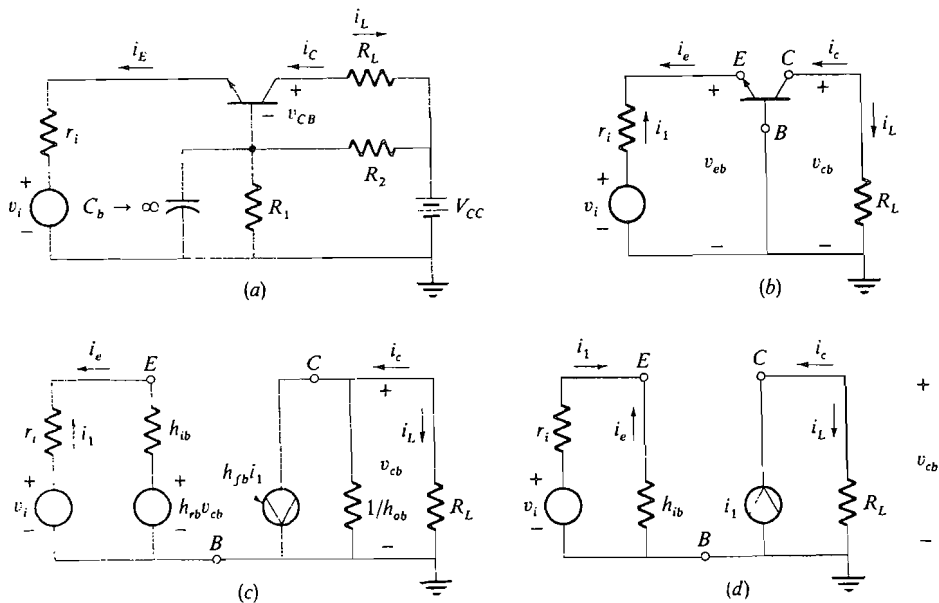 i_L
i_E
i_C
R_L
+
−
v_CB
r_i
R_2
+
v_i
−
C_b → ∞
R_1
V_CC
(a)
i_e
E
C
i_c
+
+
r_i
i_1
B
i_L
v_eb
v_cb
+
v_i
−
R_L
−
−
(b)
i_e
E
C
i_c
+
r_i
i_1
h_ib
i_L
h_fb i_1
v_cb
+
v_i
−
+
h_rb v_cb
−
1/h_ob
R_L
B
−
(c)
i_1
E
C
i_c
+
r_i
i_e
i_L
v_cb
+
v_i
−
h_ib
i_1
R_L
B
−
(d)